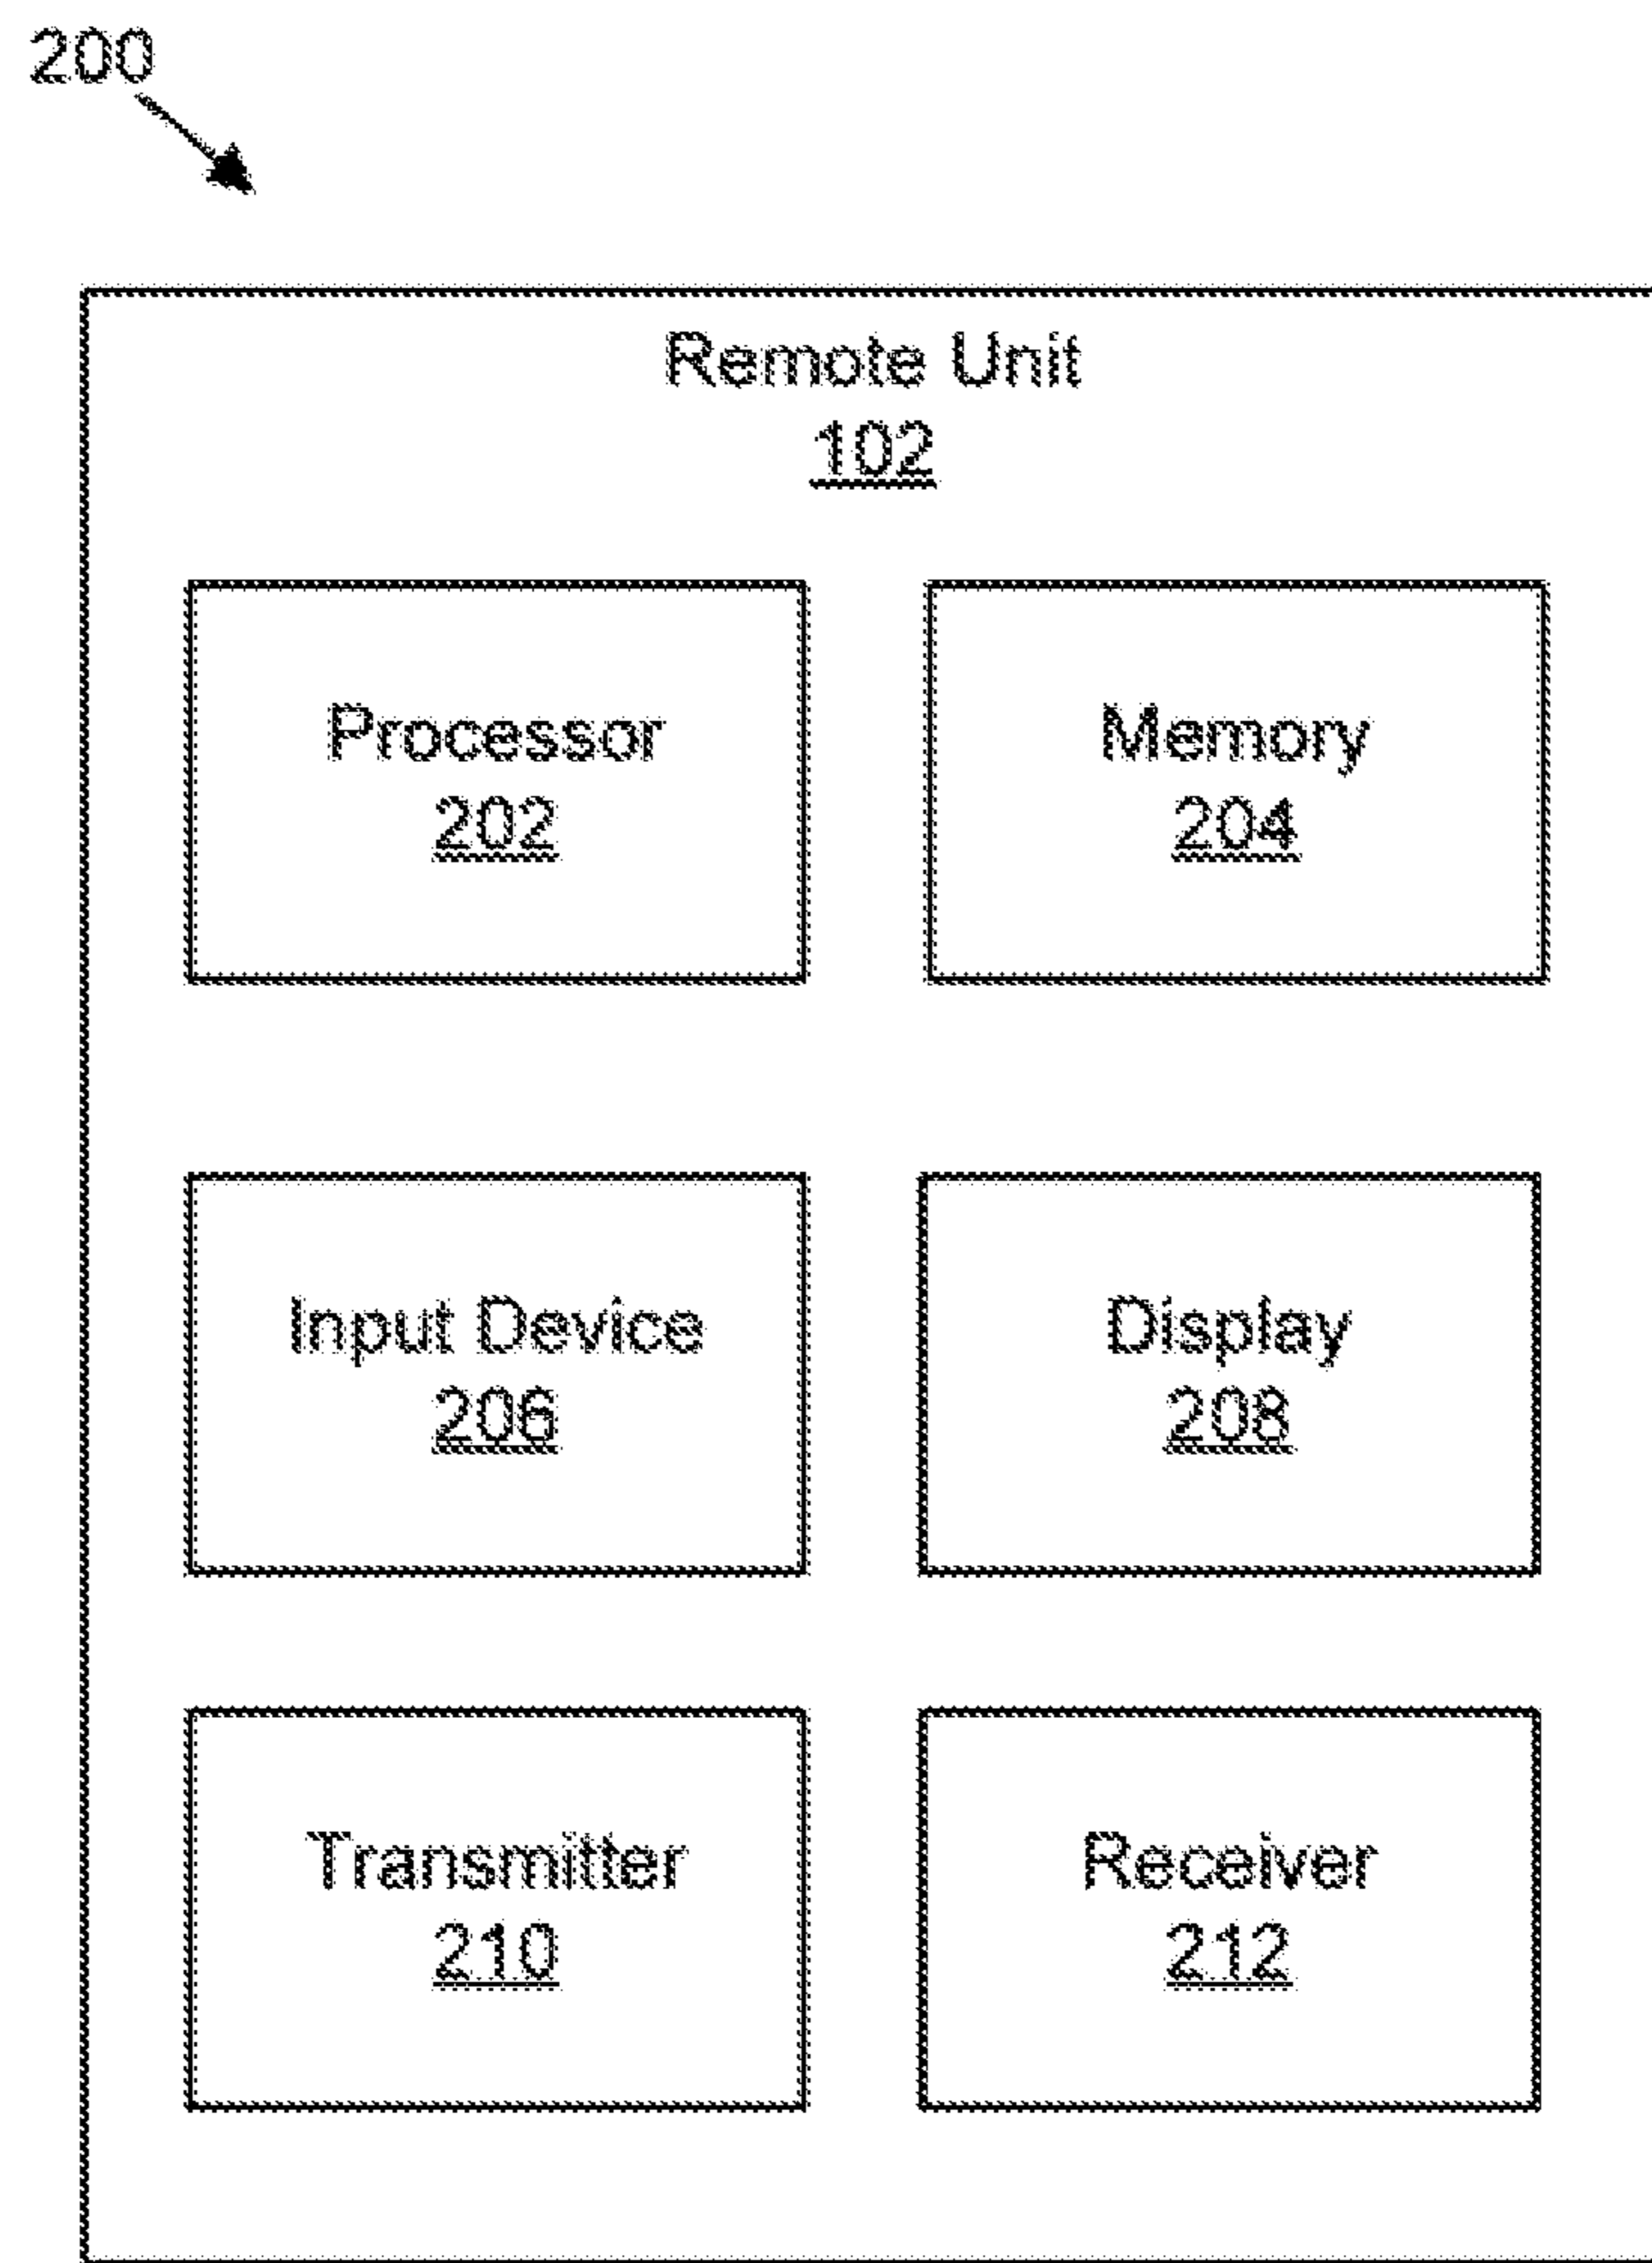 200
Remote Unit
102
Processor
202
Memory
204
Input Device
206
Display
208
Transmitter
210
Receiver
212